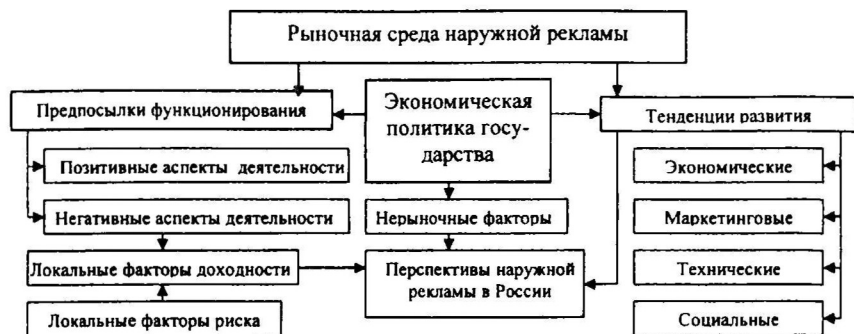 Рыночная среда наружной рекламы
Предпосылки функционирования
Экономическая
политика госу-
дарства
Тенденции развития
Позитивные аспекты деятельности
Экономические
Негативные аспекты деятельности
Нерыночные факторы
Маркетинговые
Локальные факторы доходности
Перспективы наружной
рекламы в России
Технические
Локальные факторы риска
Социальные